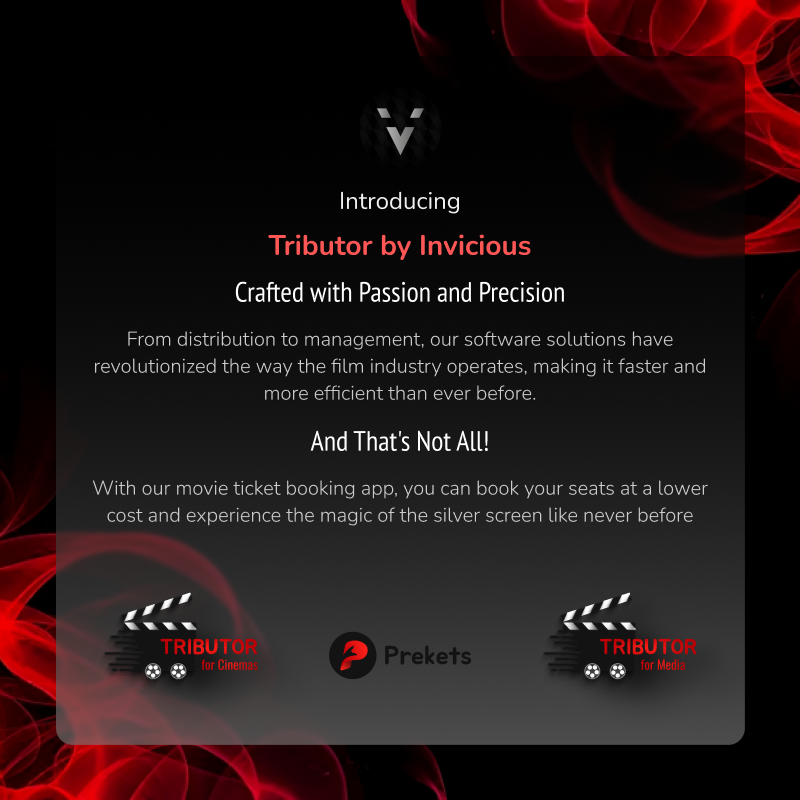 Introducing
Tributor by Invicious
Crafted with Passion and Precision
From distribution to management, our software solutions have
revolutionized the way the film industry operates, making it faster and
more efficient than ever before.
And That's Not All!
With our movie ticket booking app, you can book your seats at a lower
cost and experience the magic of the silver screen like never before
TRIBUTOR
for Cinemas
Prekets
TRIBUTOR
for Media